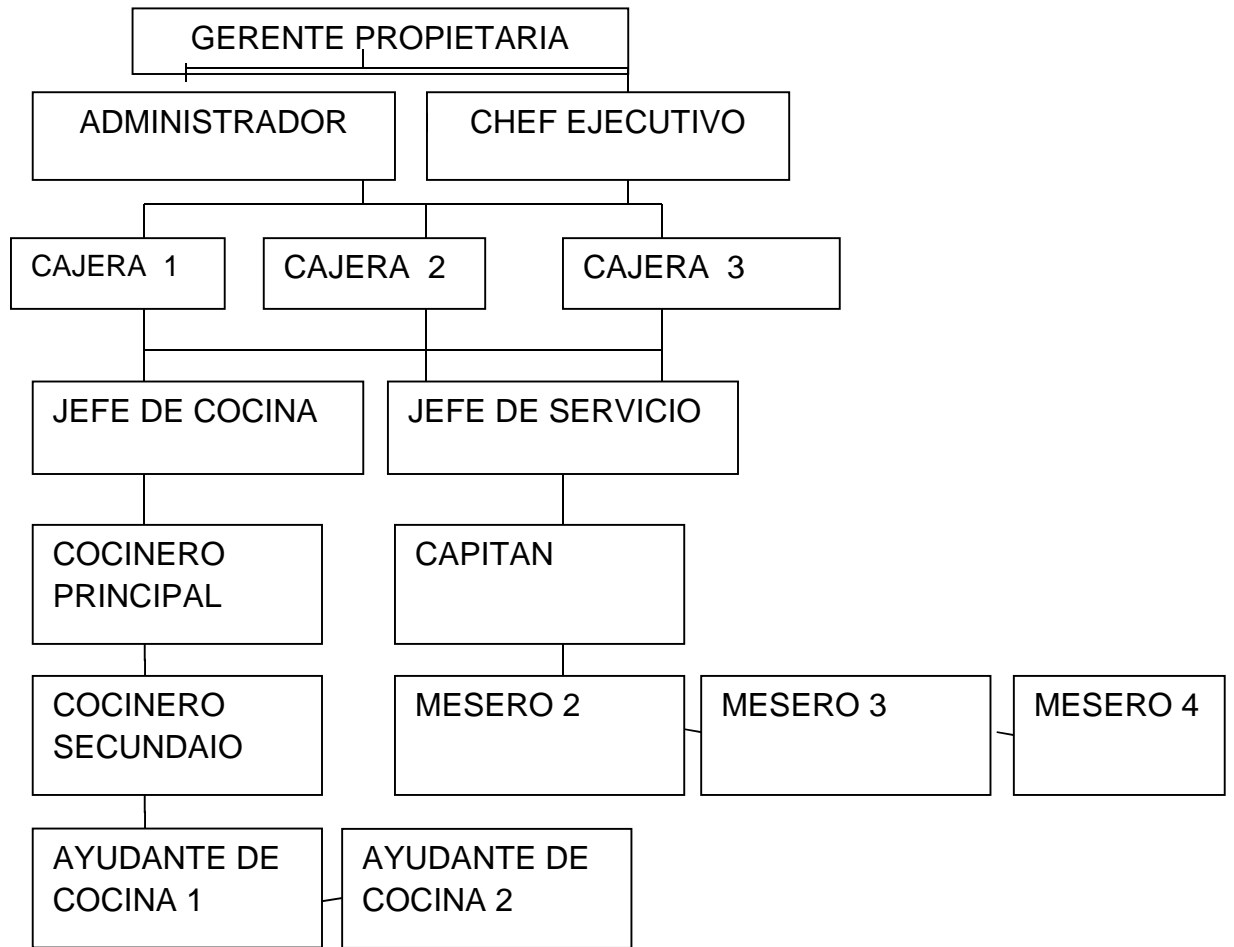 GERENTE PROPIETARIA
ADMINISTRADOR
CHEF EJECUTIVO
CAJERA 1
CAJERA 2
CAJERA 3
JEFE DE COCINA
JEFE DE SERVICIO
COCINERO
PRINCIPAL
CAPITAN
COCINERO
SECUNDAIO
MESERO 2
MESERO 3
MESERO 4
AYUDANTE DE
COCINA 1
AYUDANTE DE
COCINA 2